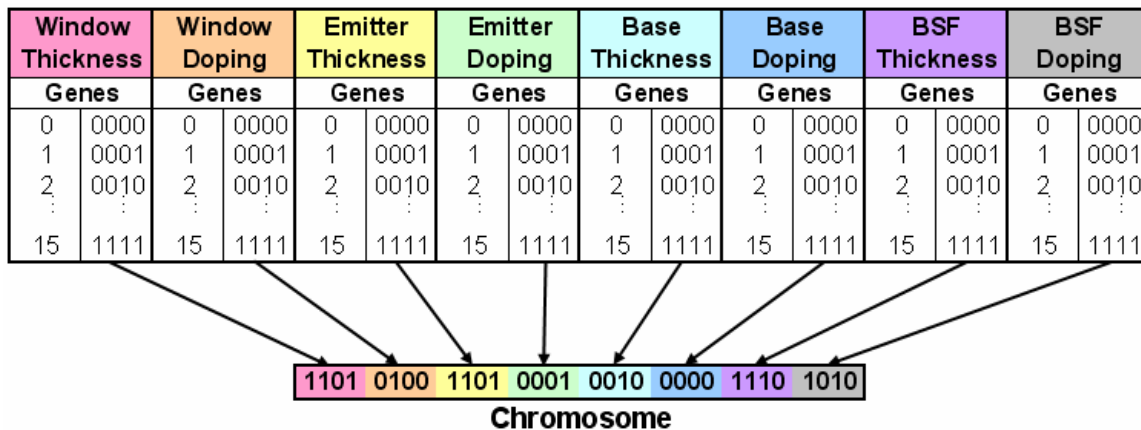 Window Thickness Window Doping Emitter Thickness Emitter Doping Base Thickness Base Doping BSF Thickness BSF Doping
Genes Genes Genes Genes Genes Genes Genes Genes
0 0000 0 0000 0 0000 0 0000 0 0000 0 0000 0 0000 0 0000
1 0001 1 0001 1 0001 1 0001 1 0001 1 0001 1 0001 1 0001
2 0010 2 0010 2 0010 2 0010 2 0010 2 0010 2 0010 2 0010
⋮ ⋮ ⋮ ⋮ ⋮ ⋮ ⋮ ⋮ ⋮ ⋮ ⋮ ⋮ ⋮ ⋮ ⋮ ⋮
15 1111 15 1111 15 1111 15 1111 15 1111 15 1111 15 1111 15 1111
1101 0100 1101 0001 0010 0000 1110 1010
Chromosome